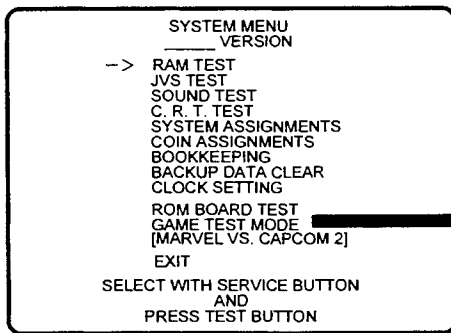 SYSTEM MENU
______ VERSION
-> RAM TEST
JVS TEST
SOUND TEST
C. R. T. TEST
SYSTEM ASSIGNMENTS
COIN ASSIGNMENTS
BOOKKEEPING
BACKUP DATA CLEAR
CLOCK SETTING
ROM BOARD TEST
GAME TEST MODE
[MARVEL VS. CAPCOM 2]
EXIT
SELECT WITH SERVICE BUTTON
AND
PRESS TEST BUTTON